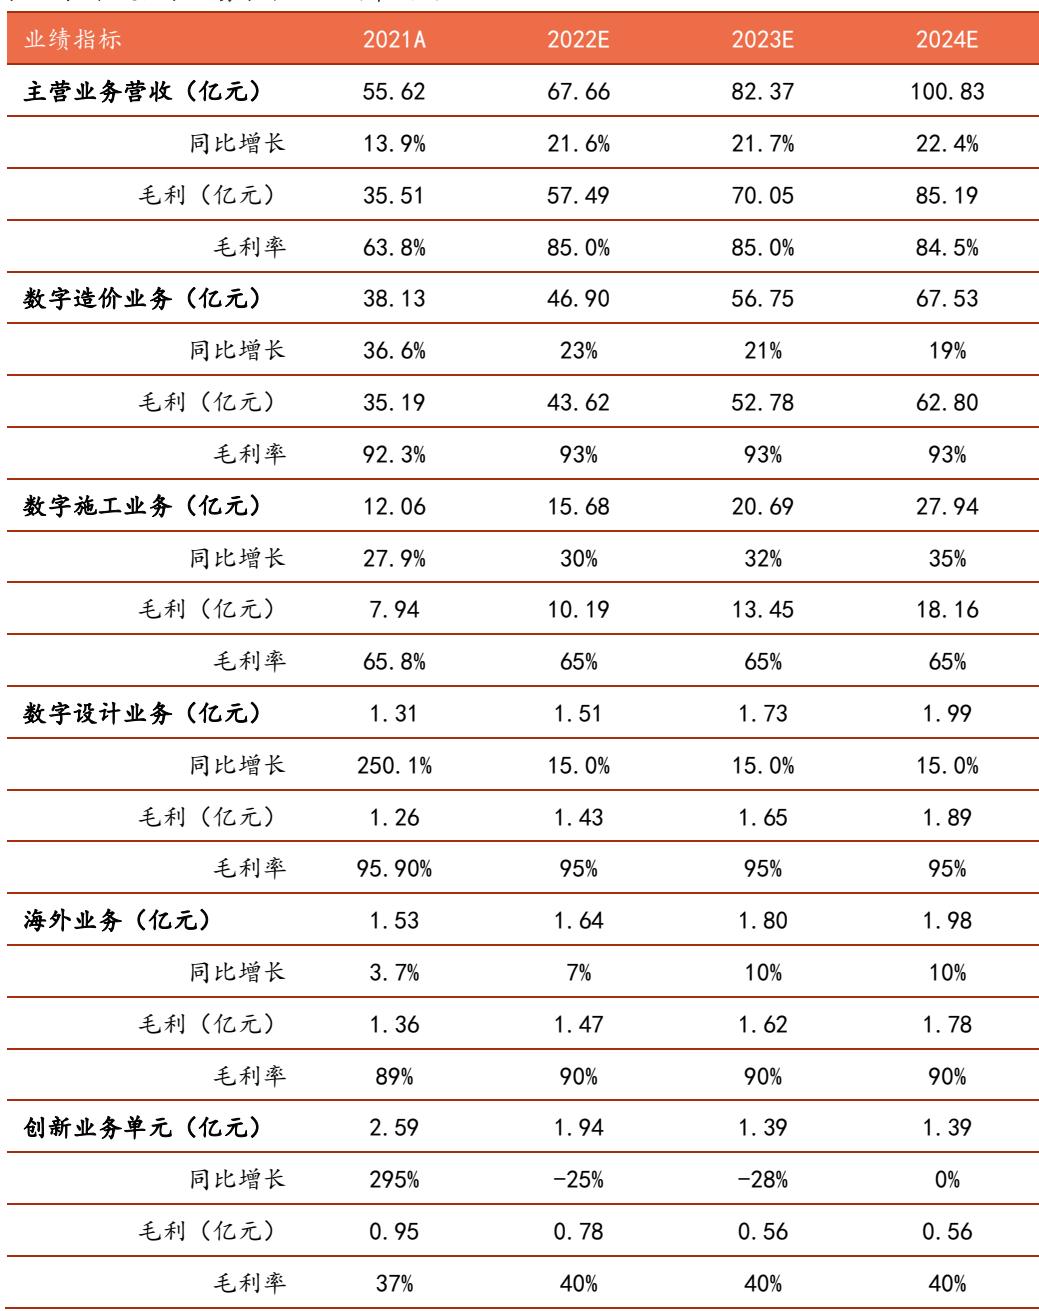 业绩指标 2021A 2022E 2023E 2024E
主营业务营收（亿元） 55.62 67.66 82.37 100.83
同比增长 13.9% 21.6% 21.7% 22.4%
毛利（亿元） 35.51 57.49 70.05 85.19
毛利率 63.8% 85.0% 85.0% 84.5%
数字造价业务（亿元） 38.13 46.90 56.75 67.53
同比增长 36.6% 23% 21% 19%
毛利（亿元） 35.19 43.62 52.78 62.80
毛利率 92.3% 93% 93% 93%
数字施工业务（亿元） 12.06 15.68 20.69 27.94
同比增长 27.9% 30% 32% 35%
毛利（亿元） 7.94 10.19 13.45 18.16
毛利率 65.8% 65% 65% 65%
数字设计业务（亿元） 1.31 1.51 1.73 1.99
同比增长 250.1% 15.0% 15.0% 15.0%
毛利（亿元） 1.26 1.43 1.65 1.89
毛利率 95.90% 95% 95% 95%
海外业务（亿元） 1.53 1.64 1.80 1.98
同比增长 3.7% 7% 10% 10%
毛利（亿元） 1.36 1.47 1.62 1.78
毛利率 89% 90% 90% 90%
创新业务单元（亿元） 2.59 1.94 1.39 1.39
同比增长 295% -25% -28% 0%
毛利（亿元） 0.95 0.78 0.56 0.56
毛利率 37% 40% 40% 40%